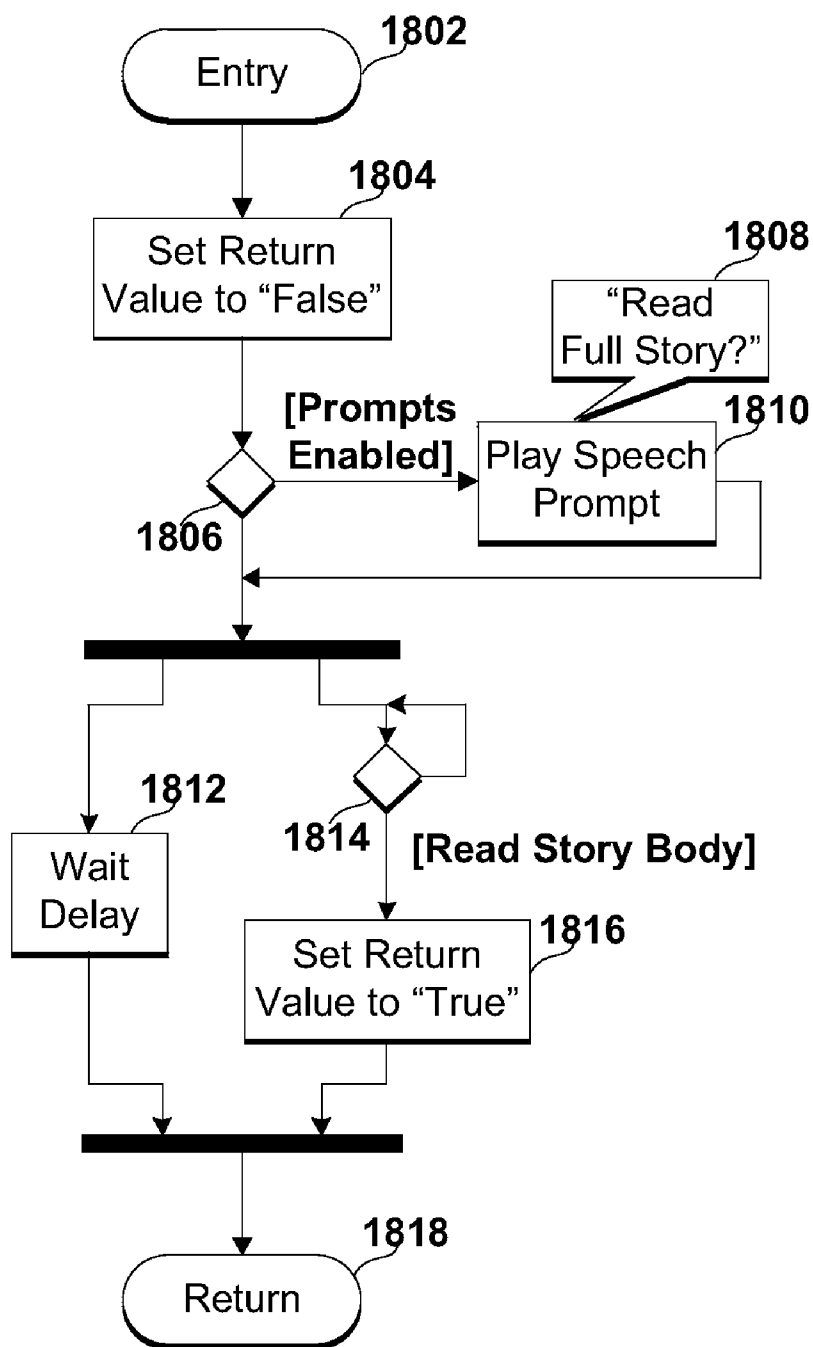 1802
Entry
1804
Set Return
Value to “False”
1808
“Read
Full Story?”
[Prompts
Enabled]
1810
Play Speech
Prompt
1806
1812
Wait
Delay
1814
[Read Story Body]
1816
Set Return
Value to “True”
1818
Return